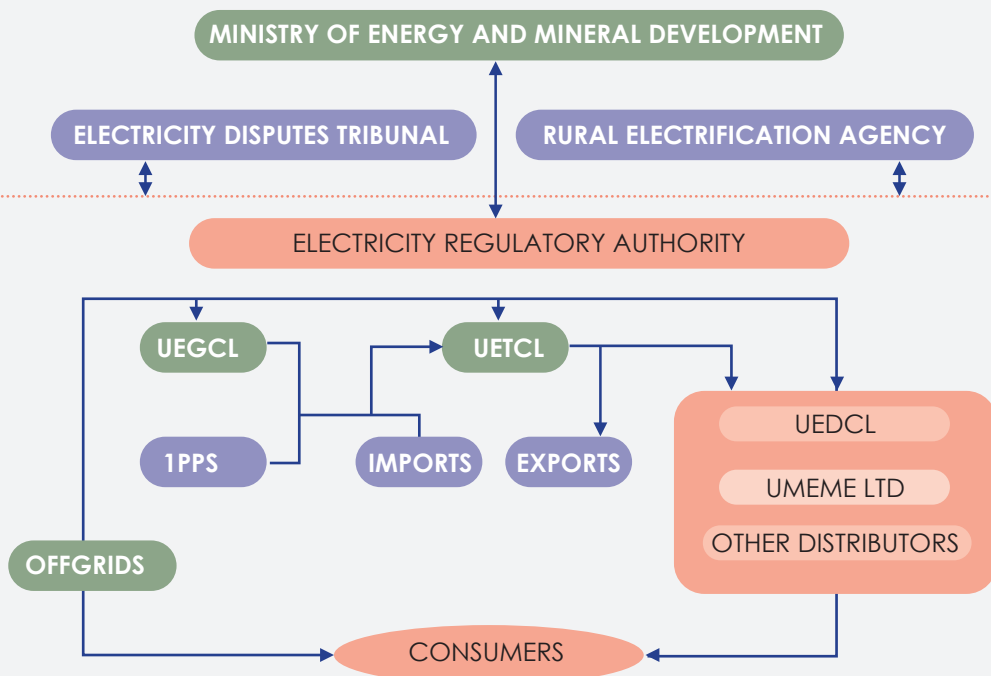 MINISTRY OF ENERGY AND MINERAL DEVELOPMENT
ELECTRICITY DISPUTES TRIBUNAL
RURAL ELECTRIFICATION AGENCY
ELECTRICITY REGULATORY AUTHORITY
UEGCL
UETCL
UEDCL
1PPS
IMPORTS
EXPORTS
UMEME LTD
OTHER DISTRIBUTORS
OFFGRIDS
CONSUMERS